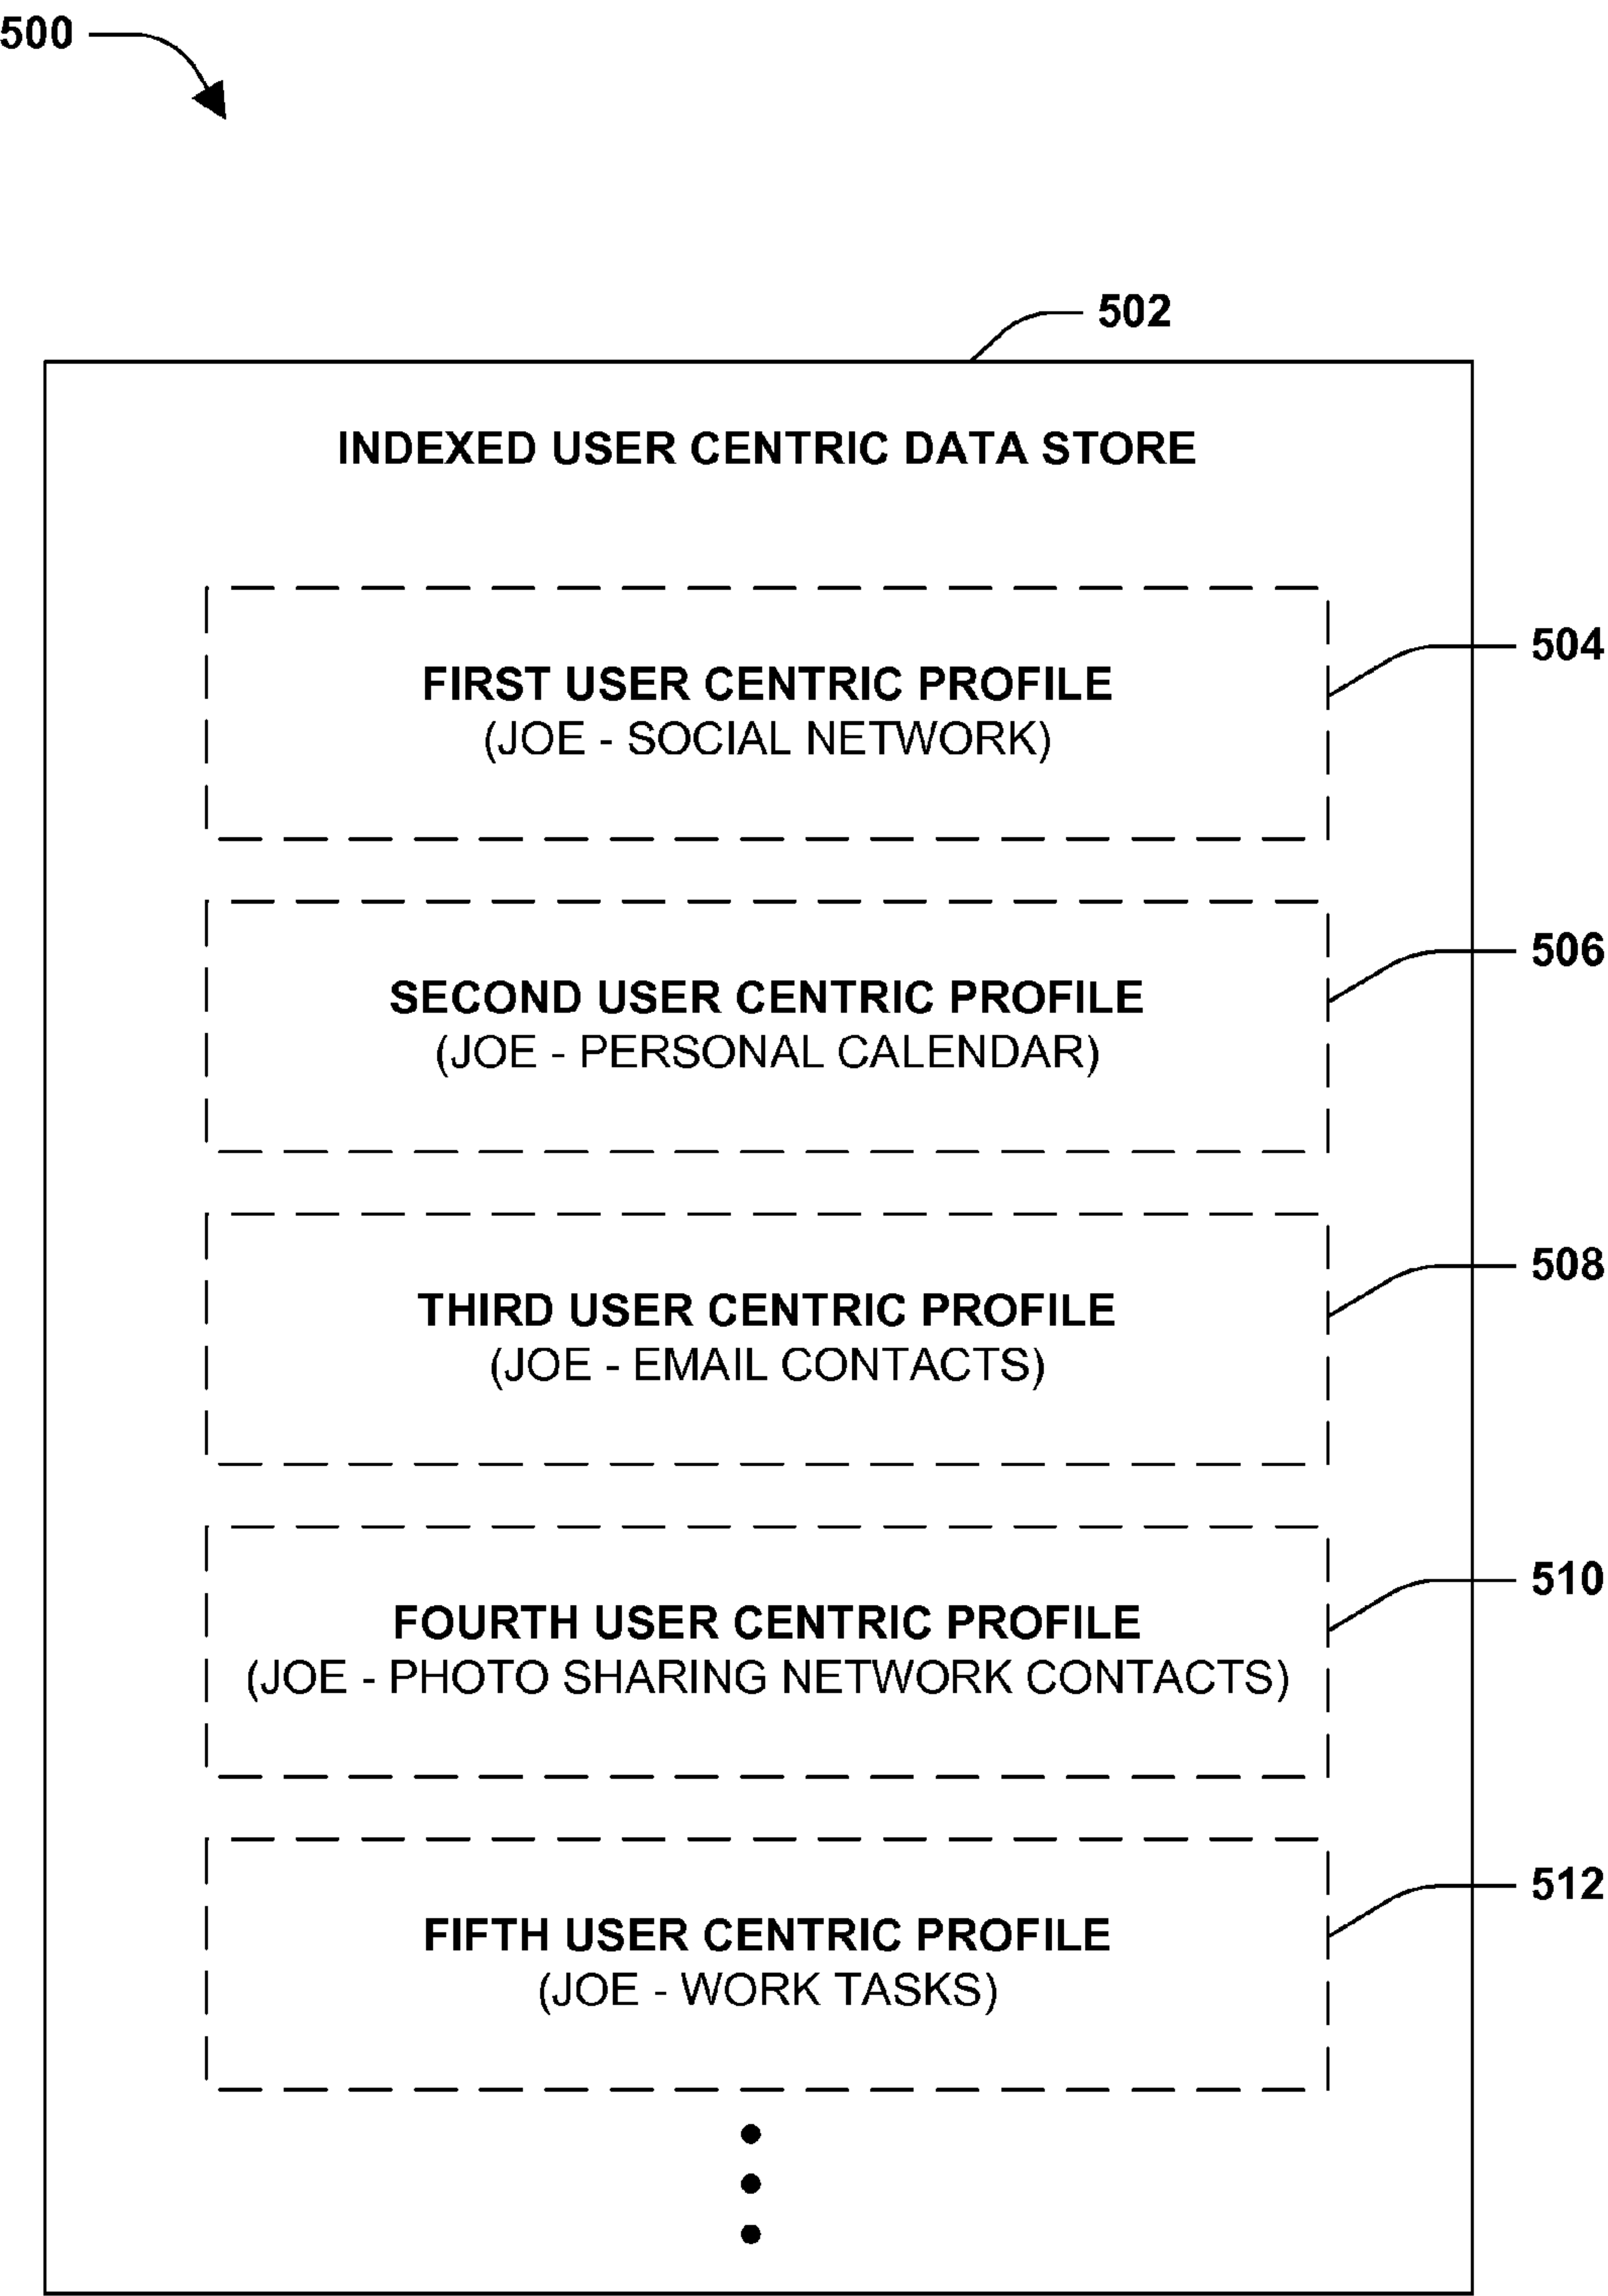 500
502
INDEXED USER CENTRIC DATA STORE
504
FIRST USER CENTRIC PROFILE
(JOE - SOCIAL NETWORK)
506
SECOND USER CENTRIC PROFILE
(JOE - PERSONAL CALENDAR)
508
THIRD USER CENTRIC PROFILE
(JOE - EMAIL CONTACTS)
510
FOURTH USER CENTRIC PROFILE
(JOE - PHOTO SHARING NETWORK CONTACTS)
512
FIFTH USER CENTRIC PROFILE
(JOE - WORK TASKS)